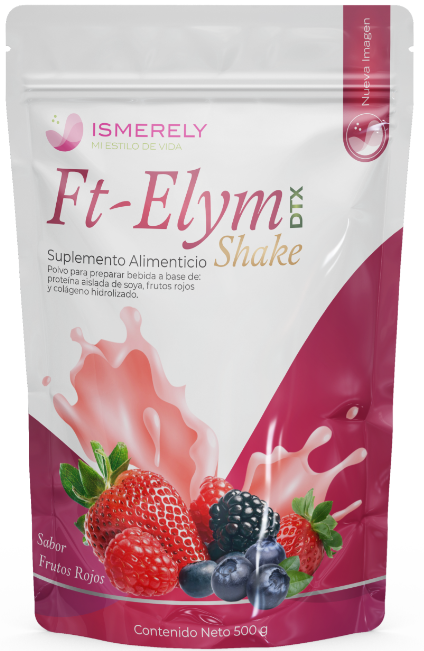 Nueva Imagen
ISMERELY
MI ESTILO DE VIDA
Ft-Elym
DTX
Shake
Suplemento Alimenticio
Polvo para preparar bebida a base de:
proteína aislada de soya, frutos rojos
y colágeno hidrolizado.
Sabor
Frutos Rojos
Contenido Neto 500 g